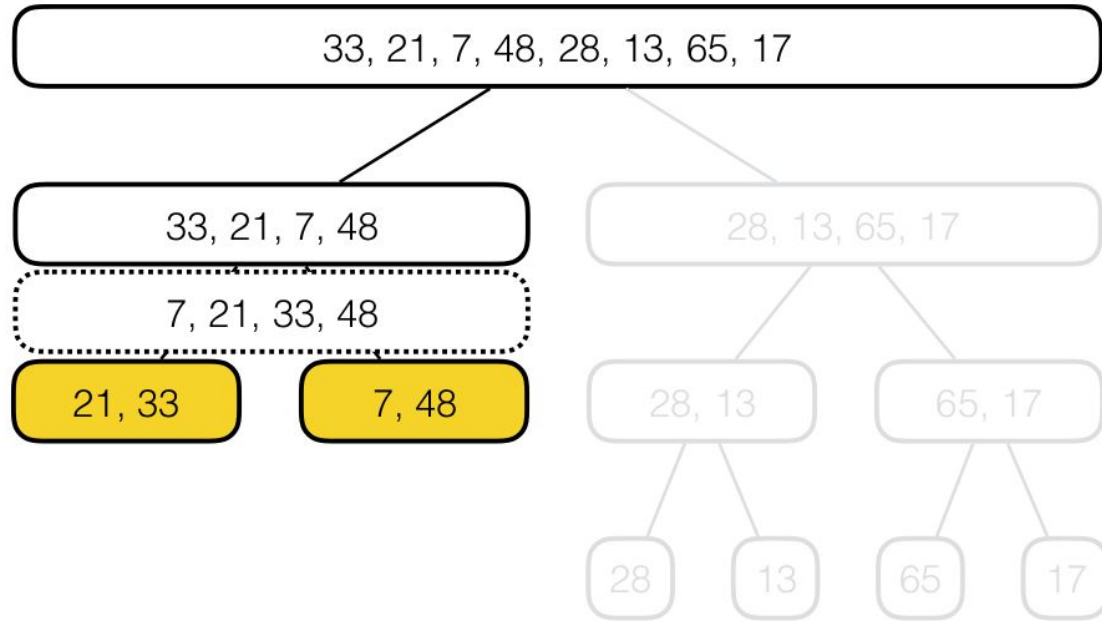 33, 21, 7, 48, 28, 13, 65, 17
33, 21, 7, 48
28, 13, 65, 17
7, 21, 33, 48
21, 33
7, 48
28, 13
65, 17
28
13
65
17